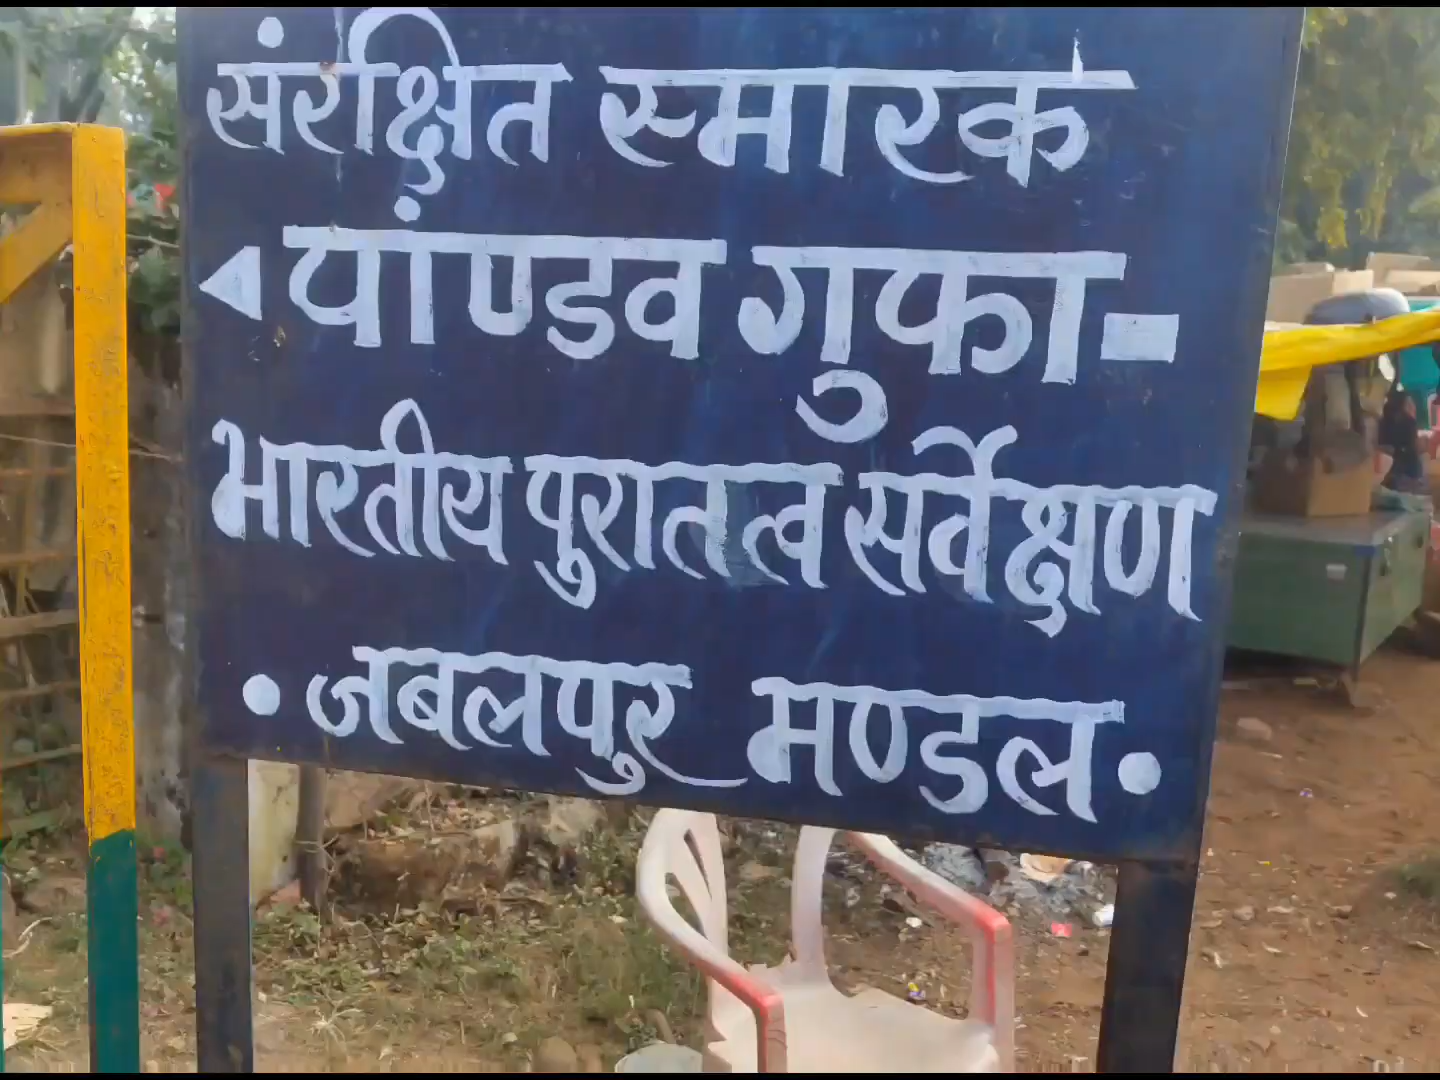 संरक्षित स्मारक
पांण्डव गुफा-
भारतीय पुरातत्व सर्वेक्षण
• जबलपुर मण्डल •